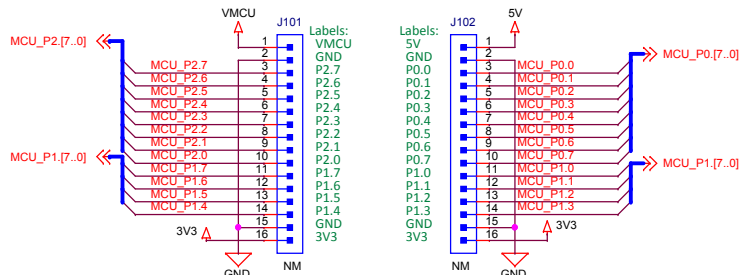 VMCU J101 J102 5V
Labels: Labels:
MCU_P2.[7..0] 1 VMCU 5V 1
2 GND GND 2 MCU_P0.[7..0]
MCU_P2.7 3 P2.7 P0.0 3 MCU_P0.0
MCU_P2.6 4 P2.6 P0.1 4 MCU_P0.1
MCU_P2.5 5 P2.5 P0.2 5 MCU_P0.2
MCU_P2.4 6 P2.4 P0.3 6 MCU_P0.3
MCU_P2.3 7 P2.3 P0.4 7 MCU_P0.4
MCU_P2.2 8 P2.2 P0.5 8 MCU_P0.5
MCU_P2.1 9 P2.1 P0.6 9 MCU_P0.6
MCU_P1.[7..0] MCU_P2.0 10 P2.0 P0.7 10 MCU_P0.7 MCU_P1.[7..0]
MCU_P1.7 11 P1.7 P1.0 11 MCU_P1.0
MCU_P1.6 12 P1.6 P1.1 12 MCU_P1.1
MCU_P1.5 13 P1.5 P1.2 13 MCU_P1.2
MCU_P1.4 14 P1.4 P1.3 14 MCU_P1.3
15 GND GND 15
3V3 16 3V3 3V3 16 3V3
NM NM
GND GND